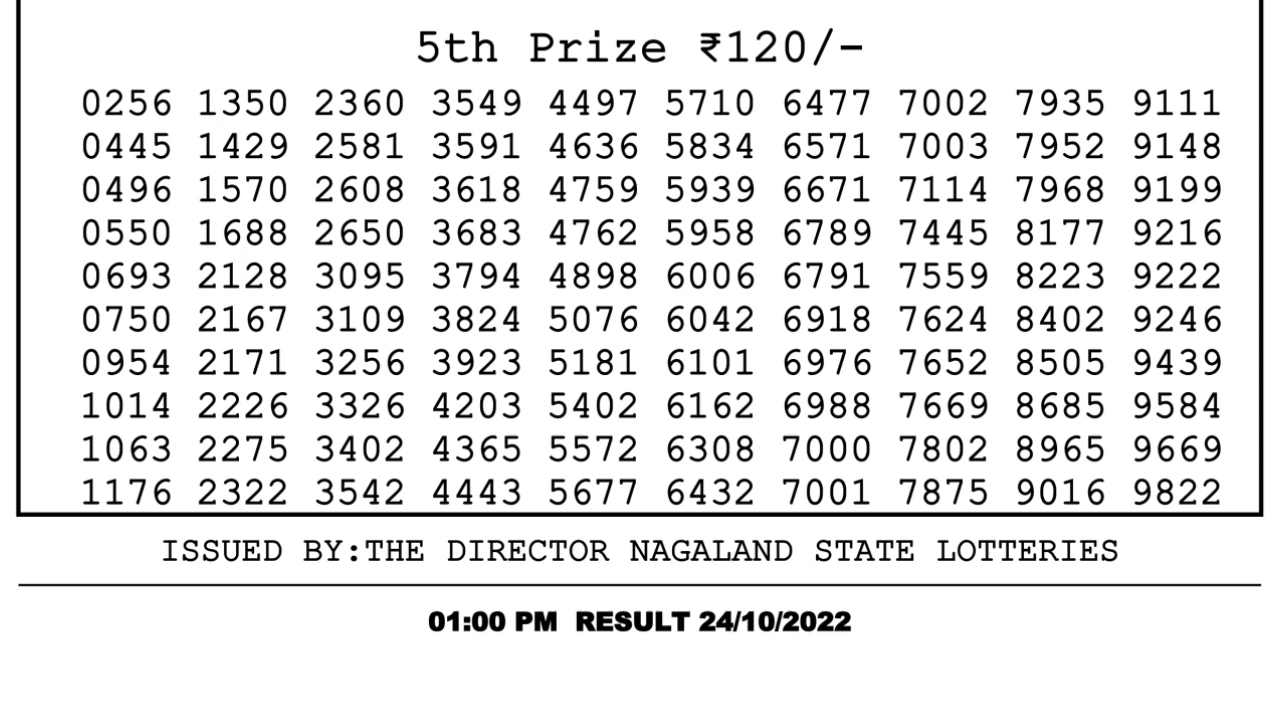 5th Prize ₹120/-
0256 1350 2360 3549 4497 5710 6477 7002 7935 9111
0445 1429 2581 3591 4636 5834 6571 7003 7952 9148
0496 1570 2608 3618 4759 5939 6671 7114 7968 9199
0550 1688 2650 3683 4762 5958 6789 7445 8177 9216
0693 2128 3095 3794 4898 6006 6791 7559 8223 9222
0750 2167 3109 3824 5076 6042 6918 7624 8402 9246
0954 2171 3256 3923 5181 6101 6976 7652 8505 9439
1014 2226 3326 4203 5402 6162 6988 7669 8685 9584
1063 2275 3402 4365 5572 6308 7000 7802 8965 9669
1176 2322 3542 4443 5677 6432 7001 7875 9016 9822
ISSUED BY:THE DIRECTOR NAGALAND STATE LOTTERIES
01:00 PM RESULT 24/10/2022